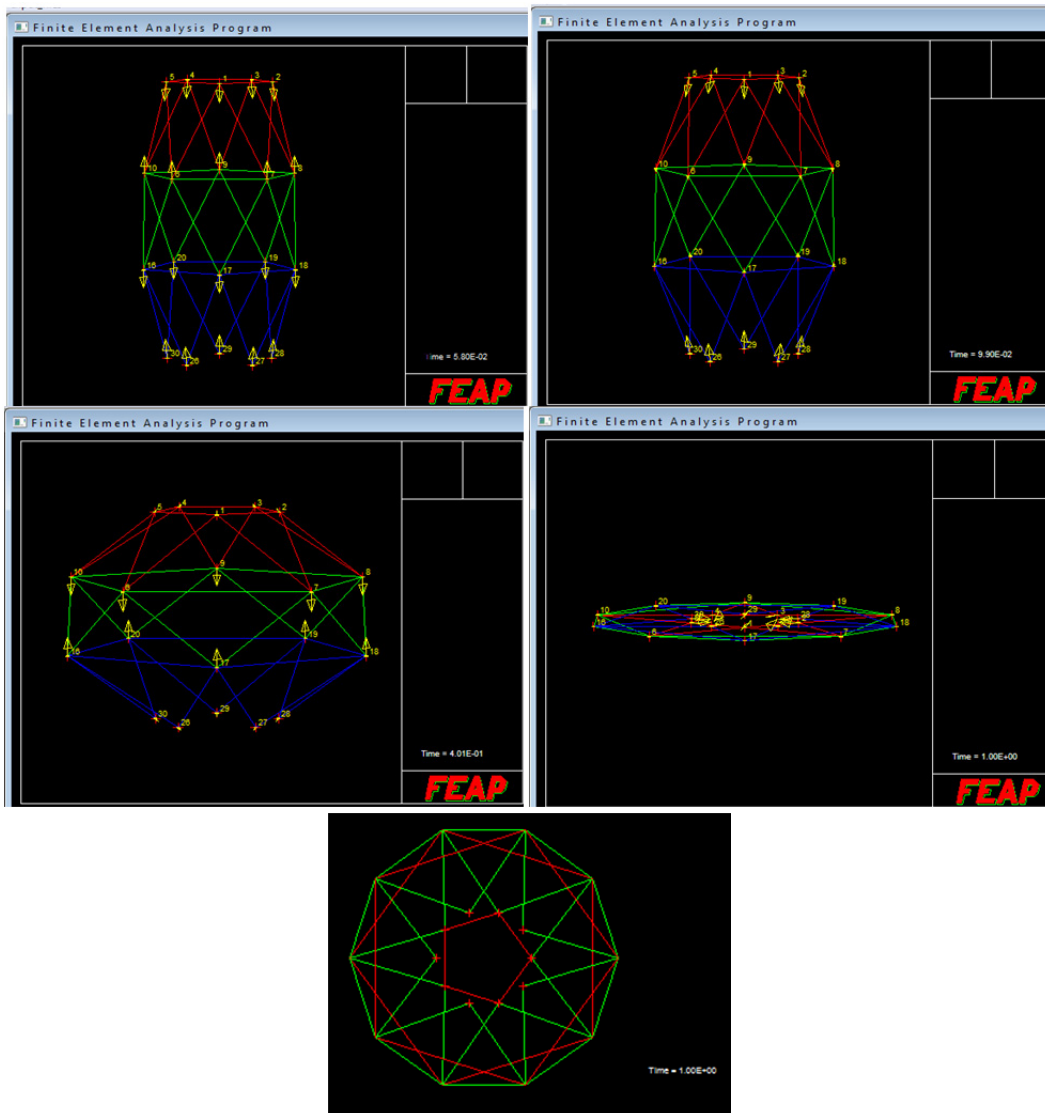 Finite Element Analysis Program
5 4 1 3 2
10 6 9 7 8
16 20 17 19 18
30 26 29 27 28
Time = 5.80E-02
FEAP
Finite Element Analysis Program
5 4 1 3 2
10 6 9 7 8
16 20 17 19 18
30 26 29 27 28
Time = 9.90E-02
FEAP
Finite Element Analysis Program
5 4 1 3 2
10 6 9 7 8
16 20 17 19 18
30 26 29 27 28
Time = 4.01E-01
FEAP
Finite Element Analysis Program
20 9 19
10 29 3 28 8
16 18
6 17 7
Time = 1.00E+00
FEAP
Time = 1.00E+00